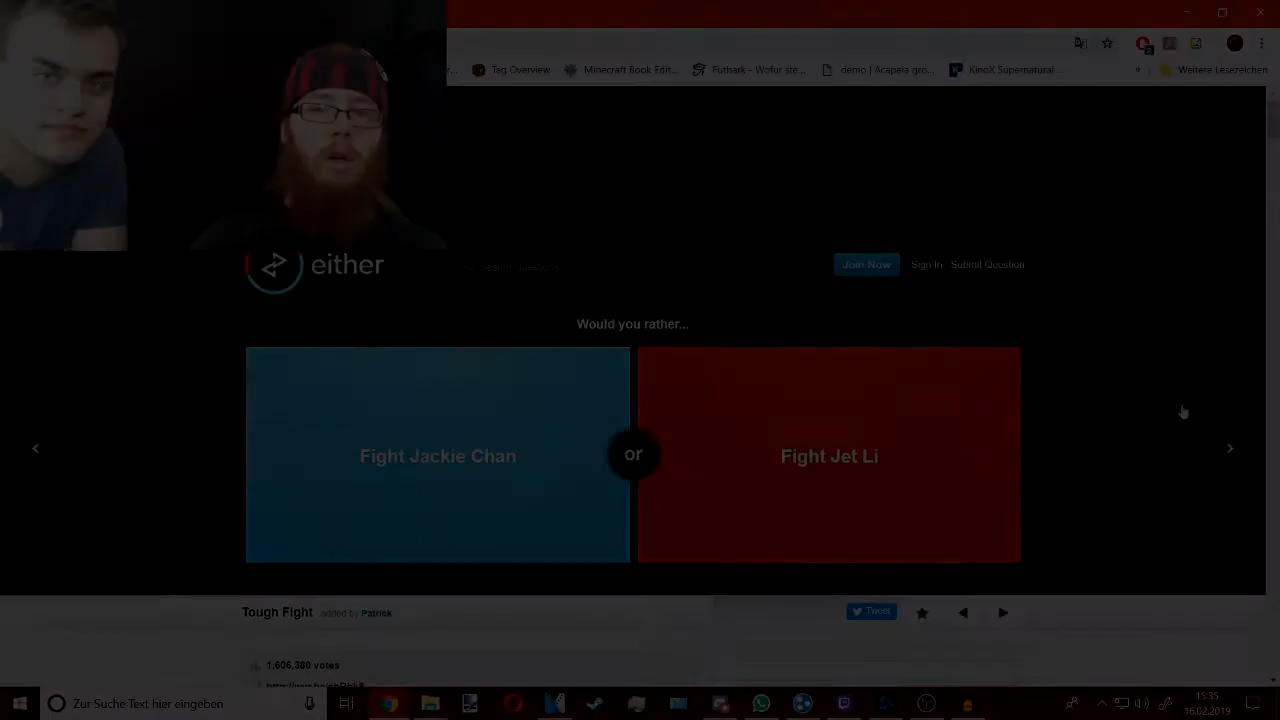 Tag Overview
Minecraft Book Edit...
Futhark - Wofür ste...
demo | Acapela gro...
KinoX Supernatural ...
»
Weitere Lesezeichen
either
Search Questions
Join Now
Sign In
Submit Question
Would you rather...
Fight Jackie Chan
or
Fight Jet Li
Tough Fight added by Patrick
Tweet
1,606,380 votes
Zur Suche Text hier eingeben
15:35
16.02.2019